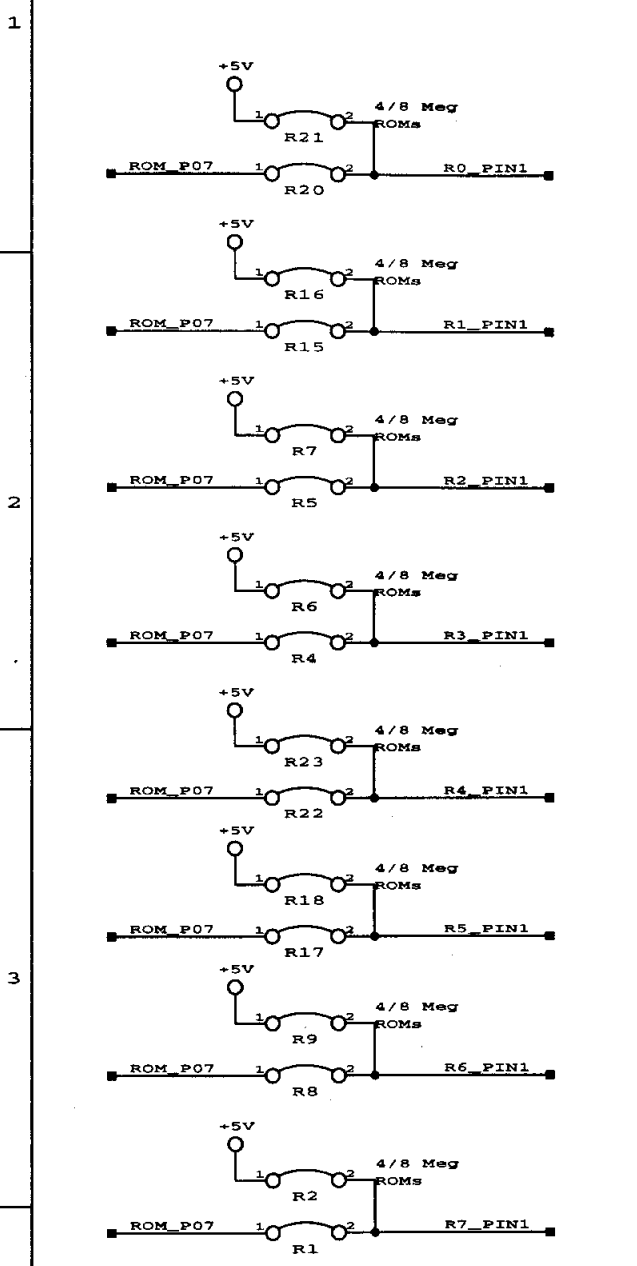 1
+5V
1 2 4/8 Meg
R21 ROMs
ROM_P07 1 2 R0_PIN1
R20
+5V
1 2 4/8 Meg
R16 ROMs
ROM_P07 1 2 R1_PIN1
R15
+5V
1 2 4/8 Meg
R7 ROMs
ROM_P07 1 2 R2_PIN1
R5
2
+5V
1 2 4/8 Meg
R6 ROMs
ROM_P07 1 2 R3_PIN1
R4
+5V
1 2 4/8 Meg
R23 ROMs
ROM_P07 1 2 R4_PIN1
R22
+5V
1 2 4/8 Meg
R18 ROMs
ROM_P07 1 2 R5_PIN1
R17
3
+5V
1 2 4/8 Meg
R9 ROMs
ROM_P07 1 2 R6_PIN1
R8
+5V
1 2 4/8 Meg
R2 ROMs
ROM_P07 1 2 R7_PIN1
R1